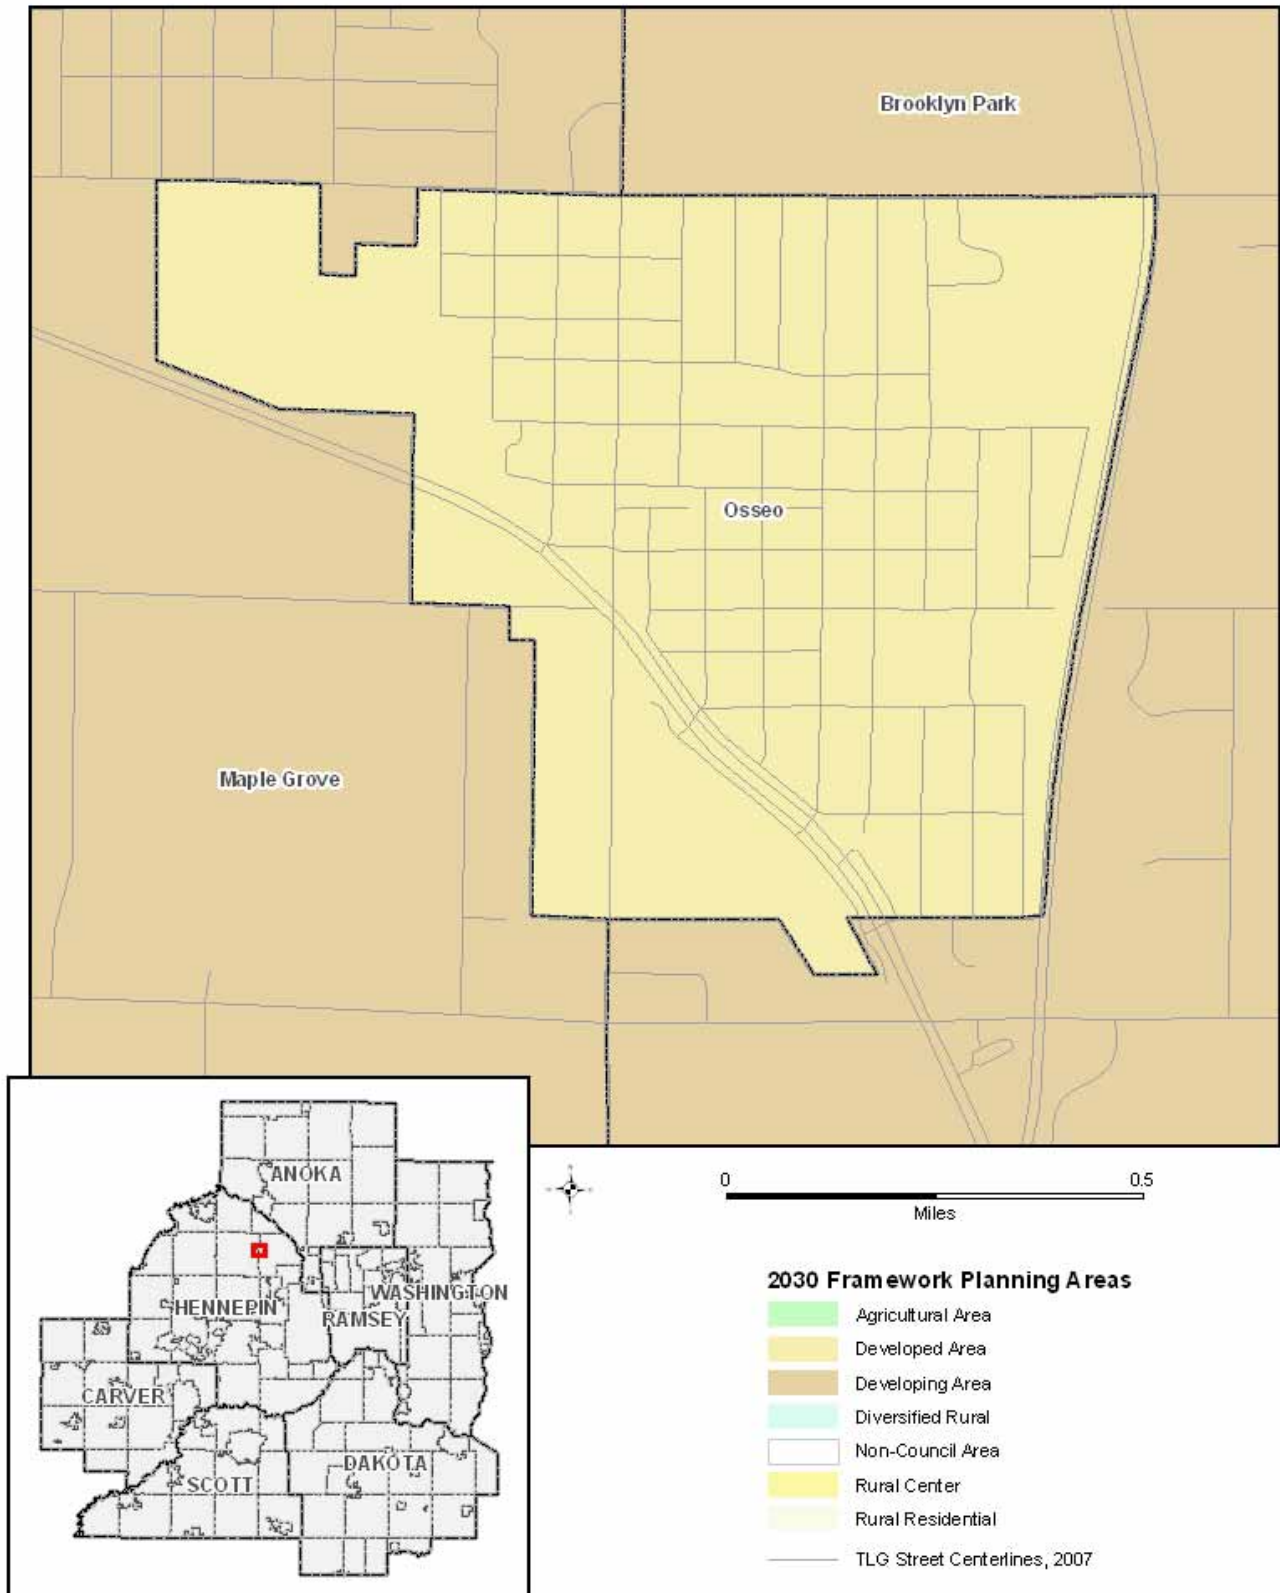 Brooklyn Park
Osseo
Maple Grove
ANOKA
HENNEPIN
WASHINGTON
RAMSEY
CARVER
SCOTT
DAKOTA
0 0.5
Miles
2030 Framework Planning Areas
Agricultural Area
Developed Area
Developing Area
Diversified Rural
Non-Council Area
Rural Center
Rural Residential
TLG Street Centerlines, 2007